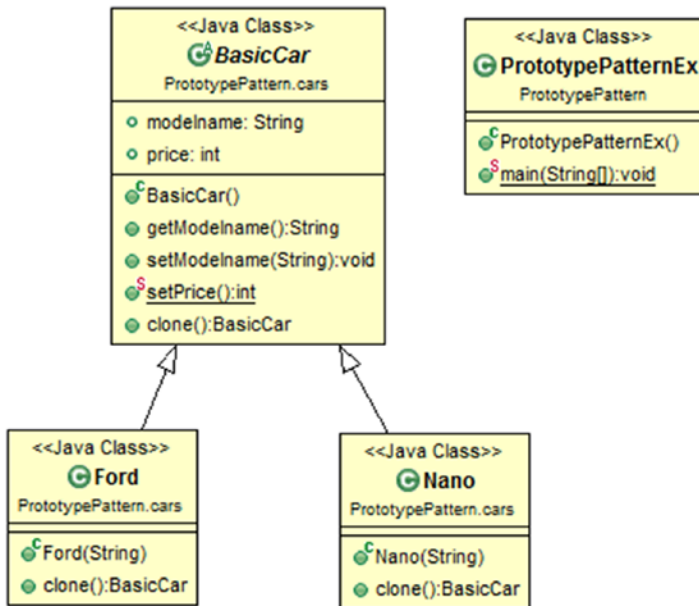 <<Java Class>>
BasicCar
PrototypePattern.cars
modelname: String
price: int
BasicCar()
getModelname():String
setModelname(String):void
setPrice():int
clone():BasicCar
<<Java Class>>
PrototypePatternEx
PrototypePattern
PrototypePatternEx()
main(String[]):void
<<Java Class>>
Ford
PrototypePattern.cars
Ford(String)
clone():BasicCar
<<Java Class>>
Nano
PrototypePattern.cars
Nano(String)
clone():BasicCar